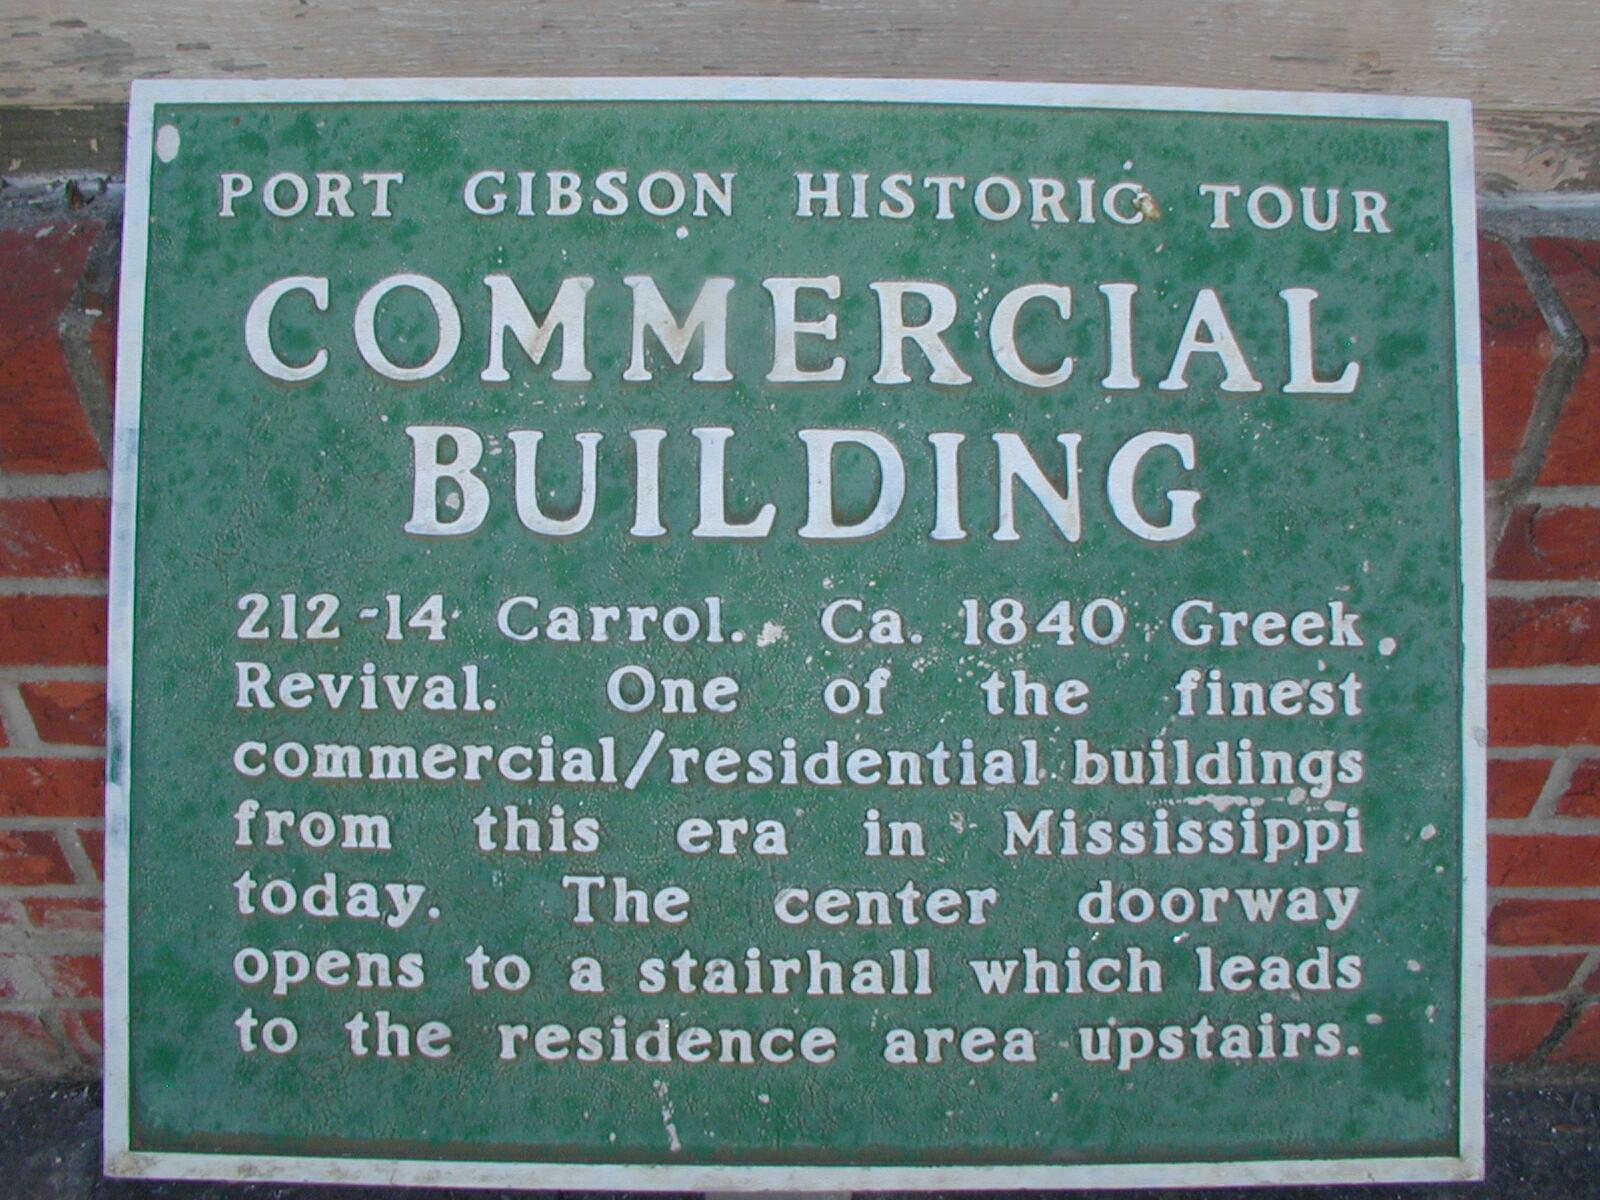 PORT GIBSON HISTORIC TOUR
COMMERCIAL
BUILDING
212-14 Carrol. Ca. 1840 Greek
Revival. One of the finest
commercial/residential buildings
from this era in Mississippi
today. The center doorway
opens to a stairhall which leads
to the residence area upstairs.